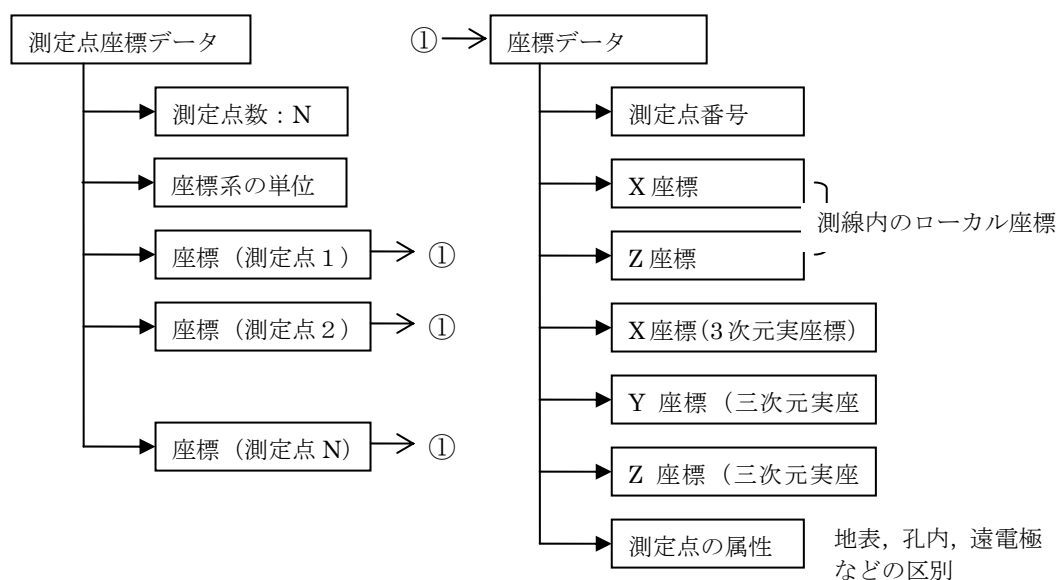 測定点座標データ
測定点数：N
座標系の単位
座標（測定点１） ①
座標（測定点２） ①
座標（測定点 N） ①
① 座標データ
測定点番号
X 座標
Z 座標
測線内のローカル座標
X 座標（3 次元実座標）
Y 座標（三次元実座
Z 座標（三次元実座
測定点の属性
地表，孔内，遠電極
などの区別